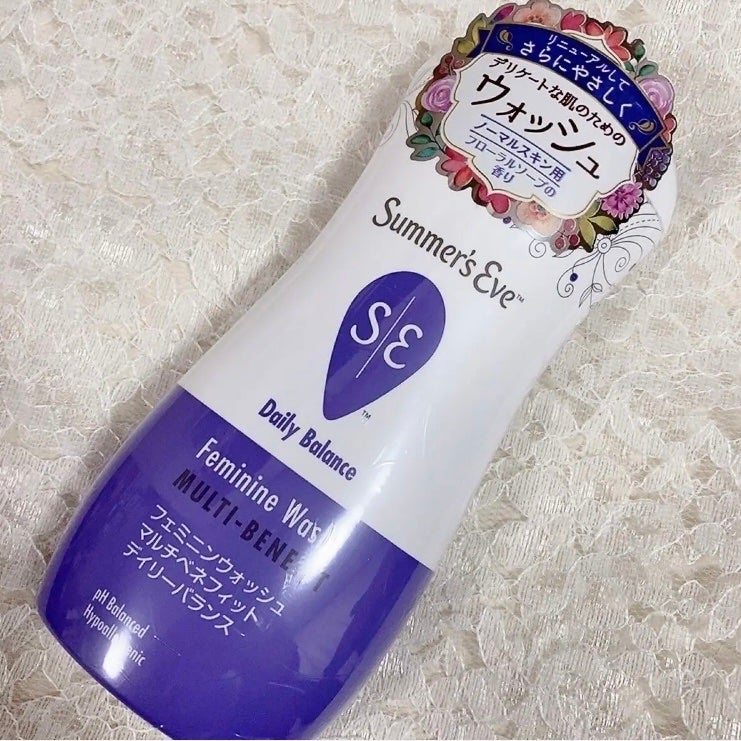 リニューアルして
さらにやさしく
デリケートな肌のための
ウォッシュ
ノーマルスキン用
フローラルソープの
香り
Summer's Eve™
S|E
™
Daily Balance
Feminine Wash
MULTI-BENEFIT
フェミニンウォッシュ
マルチベネフィット
デイリーバランス
pH Balanced
Hypoallergenic